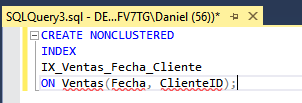 SQLQuery3.sql - DE...FV7TG\Daniel (56))*
CREATE NONCLUSTERED
INDEX
IX_Ventas_Fecha_Cliente
ON Ventas(Fecha, ClienteID);